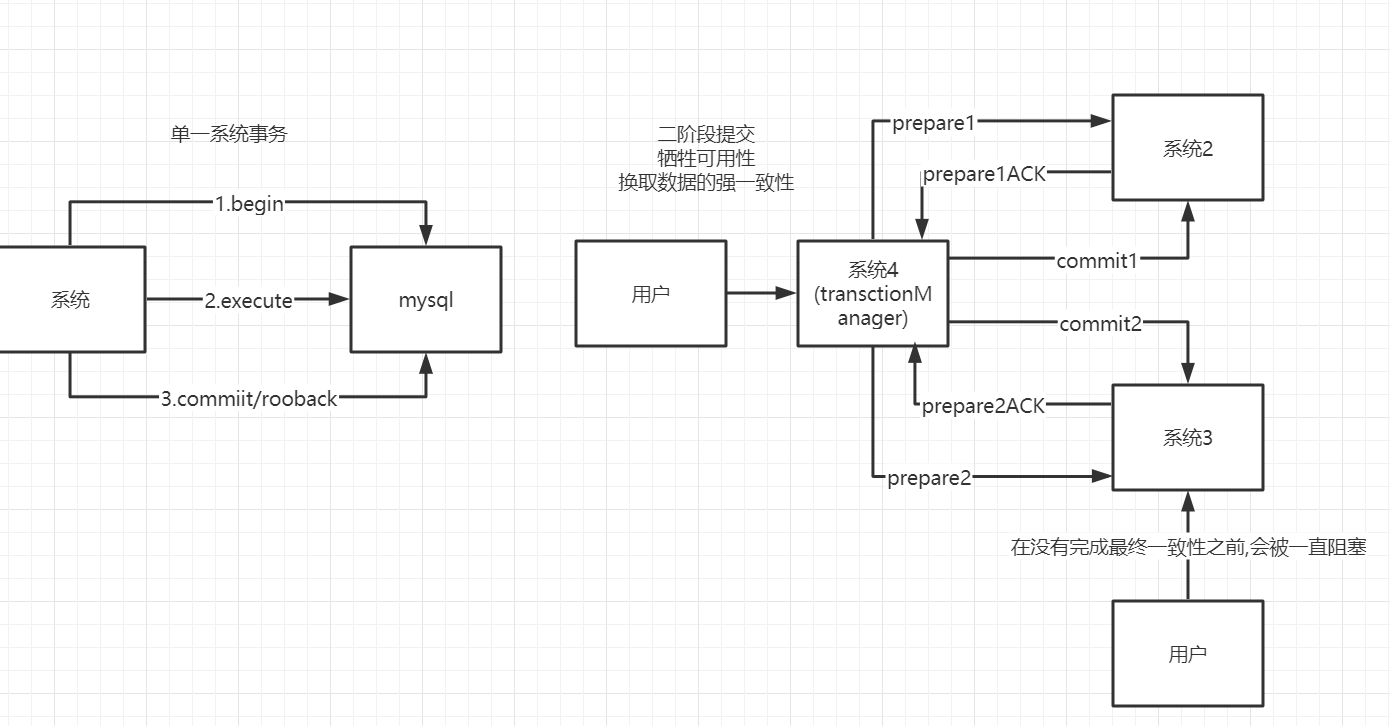 单一系统事务
1.begin
系统
2.execute
mysql
3.commiit/rooback
二阶段提交
牺牲可用性
换取数据的强一致性
用户
系统4
(transctionM
anager)
prepare1
prepare1ACK
系统2
commit1
commit2
prepare2ACK
系统3
prepare2
在没有完成最终一致性之前,会被一直阻塞
用户